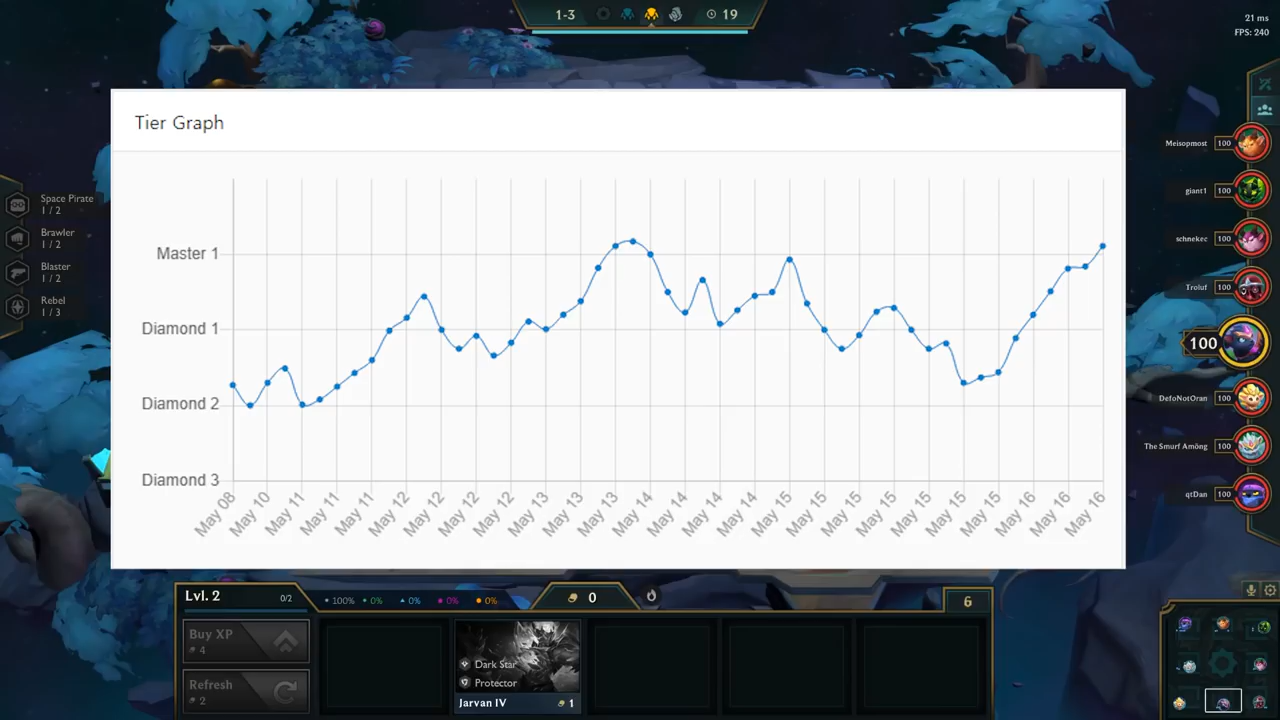 1-3
19
21 ms
FPS: 240
Tier Graph
Master 1
Diamond 1
Diamond 2
Diamond 3
May 08
May 10
May 11
May 11
May 11
May 12
May 12
May 12
May 12
May 13
May 13
May 13
May 14
May 14
May 14
May 15
May 15
May 15
May 15
May 15
May 15
May 15
May 16
May 16
May 16
Space Pirate
1 / 2
Brawler
1 / 2
Blaster
1 / 2
Rebel
1 / 3
Meisopmost 100
giant1 100
schnekec 100
Troluf 100
100
DefoNotOran 100
The Smurf Amöng 100
qtDan 100
Lvl. 2
0/2
100% 0% 0% 0% 0%
0
6
Buy XP
4
Refresh
2
Dark Star
Protector
Jarvan IV 1